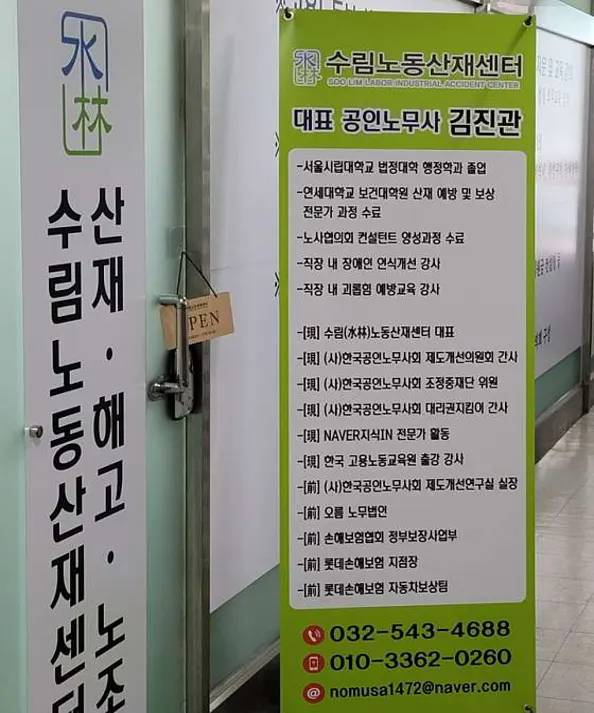 水林
산재·해고·노조
수림노동산재센터
OPEN
水林
수림노동산재센터
SOO LIM LABOR INDUSTRIAL ACCIDENT CENTER
대표 공인노무사 김진관
-서울시립대학교 법정대학 행정학과 졸업
-연세대학교 보건대학원 산재 예방 및 보상
전문가 과정 수료
-노사협의회 컨설턴트 양성과정 수료
-직장 내 장애인 인식개선 강사
-직장 내 괴롭힘 예방교육 강사
-[現] 수림(水林)노동산재센터 대표
-[現] (사)한국공인노무사회 제도개선위원회 간사
-[現] (사)한국공인노무사회 조정중재단 위원
-[現] (사)한국공인노무사회 대리권지킴이 간사
-[現] NAVER지식IN 전문가 활동
-[現] 한국 고용노동교육원 출강 강사
-[前] (사)한국공인노무사회 제도개선연구실 실장
-[前] 오름 노무법인
-[前] 손해보험협회 정부보장사업부
-[前] 롯데손해보험 지점장
-[前] 롯데손해보험 자동차보상팀
032-543-4688
010-3362-0260
@ nomusa1472@naver.com